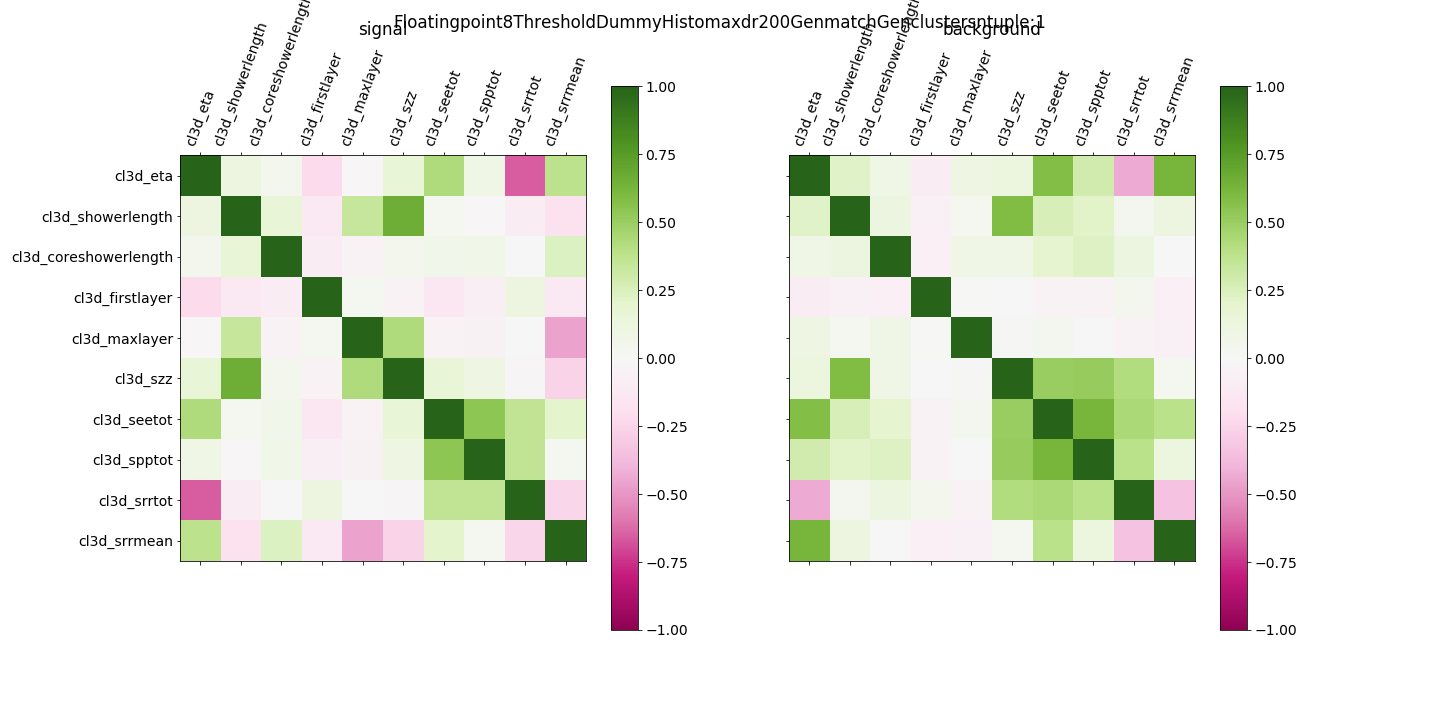 Floatingpoint8ThresholdDummyHistomaxdr200GenmatchGenclustersntuple;1
signal
background
cl3d_eta
cl3d_showerlength
cl3d_coreshowerlength
cl3d_firstlayer
cl3d_maxlayer
cl3d_szz
cl3d_seetot
cl3d_spptot
cl3d_srrtot
cl3d_srrmean
cl3d_eta
cl3d_showerlength
cl3d_coreshowerlength
cl3d_firstlayer
cl3d_maxlayer
cl3d_szz
cl3d_seetot
cl3d_spptot
cl3d_srrtot
cl3d_srrmean
cl3d_eta
cl3d_showerlength
cl3d_coreshowerlength
cl3d_firstlayer
cl3d_maxlayer
cl3d_szz
cl3d_seetot
cl3d_spptot
cl3d_srrtot
cl3d_srrmean
1.00
0.75
0.50
0.25
0.00
−0.25
−0.50
−0.75
−1.00
1.00
0.75
0.50
0.25
0.00
−0.25
−0.50
−0.75
−1.00